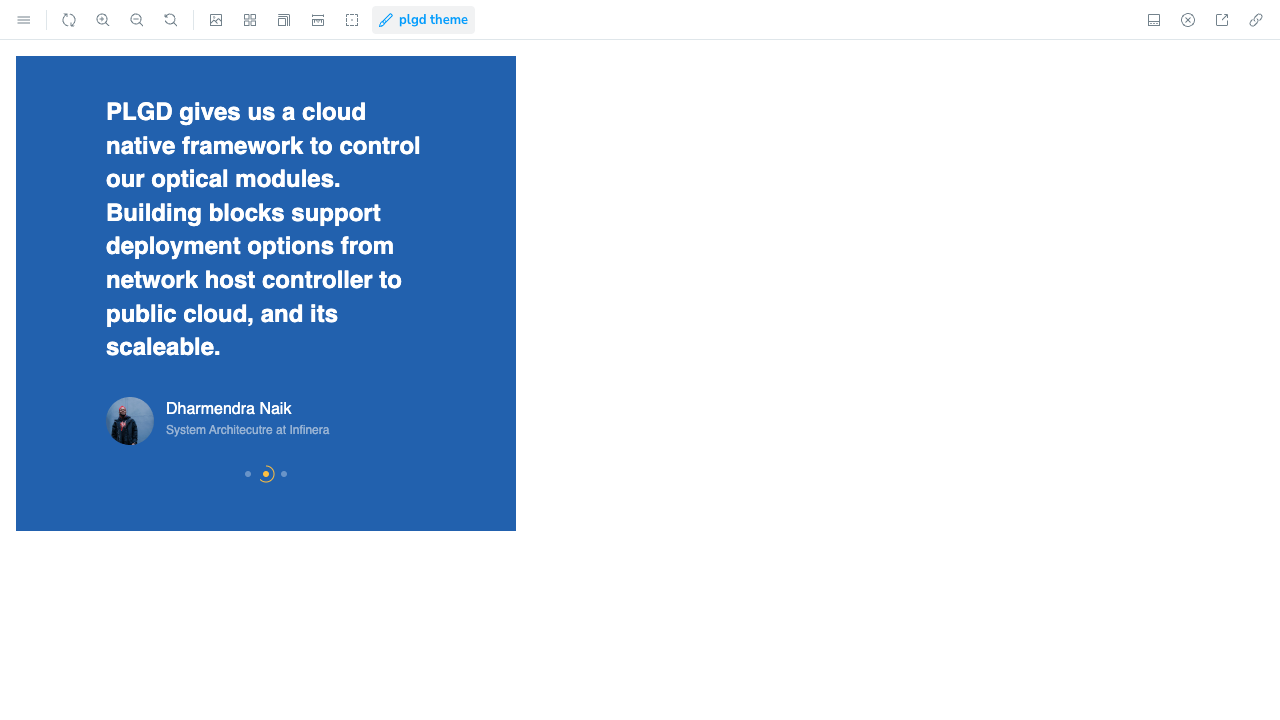 plgd theme
PLGD gives us a cloud
native framework to control
our optical modules.
Building blocks support
deployment options from
network host controller to
public cloud, and its
scaleable.
Dharmendra Naik
System Architecutre at Infinera